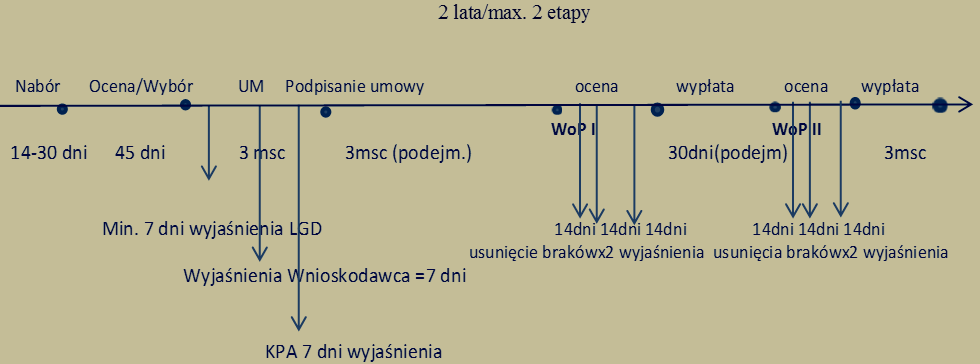 2 lata/max. 2 etapy
Nabór Ocena/Wybór UM Podpisanie umowy ocena wypłata ocena wypłata
WoP I WoP II
14-30 dni 45 dni 3 msc 3msc (podejm.) 30dni(podejm) 3msc
Min. 7 dni wyjaśnienia LGD
14dni 14dni 14dni 14dni 14dni 14dni
usunięcie brakówx2 wyjaśnienia usunięcia brakówx2 wyjaśnienia
Wyjaśnienia Wnioskodawca =7 dni
KPA 7 dni wyjaśnienia